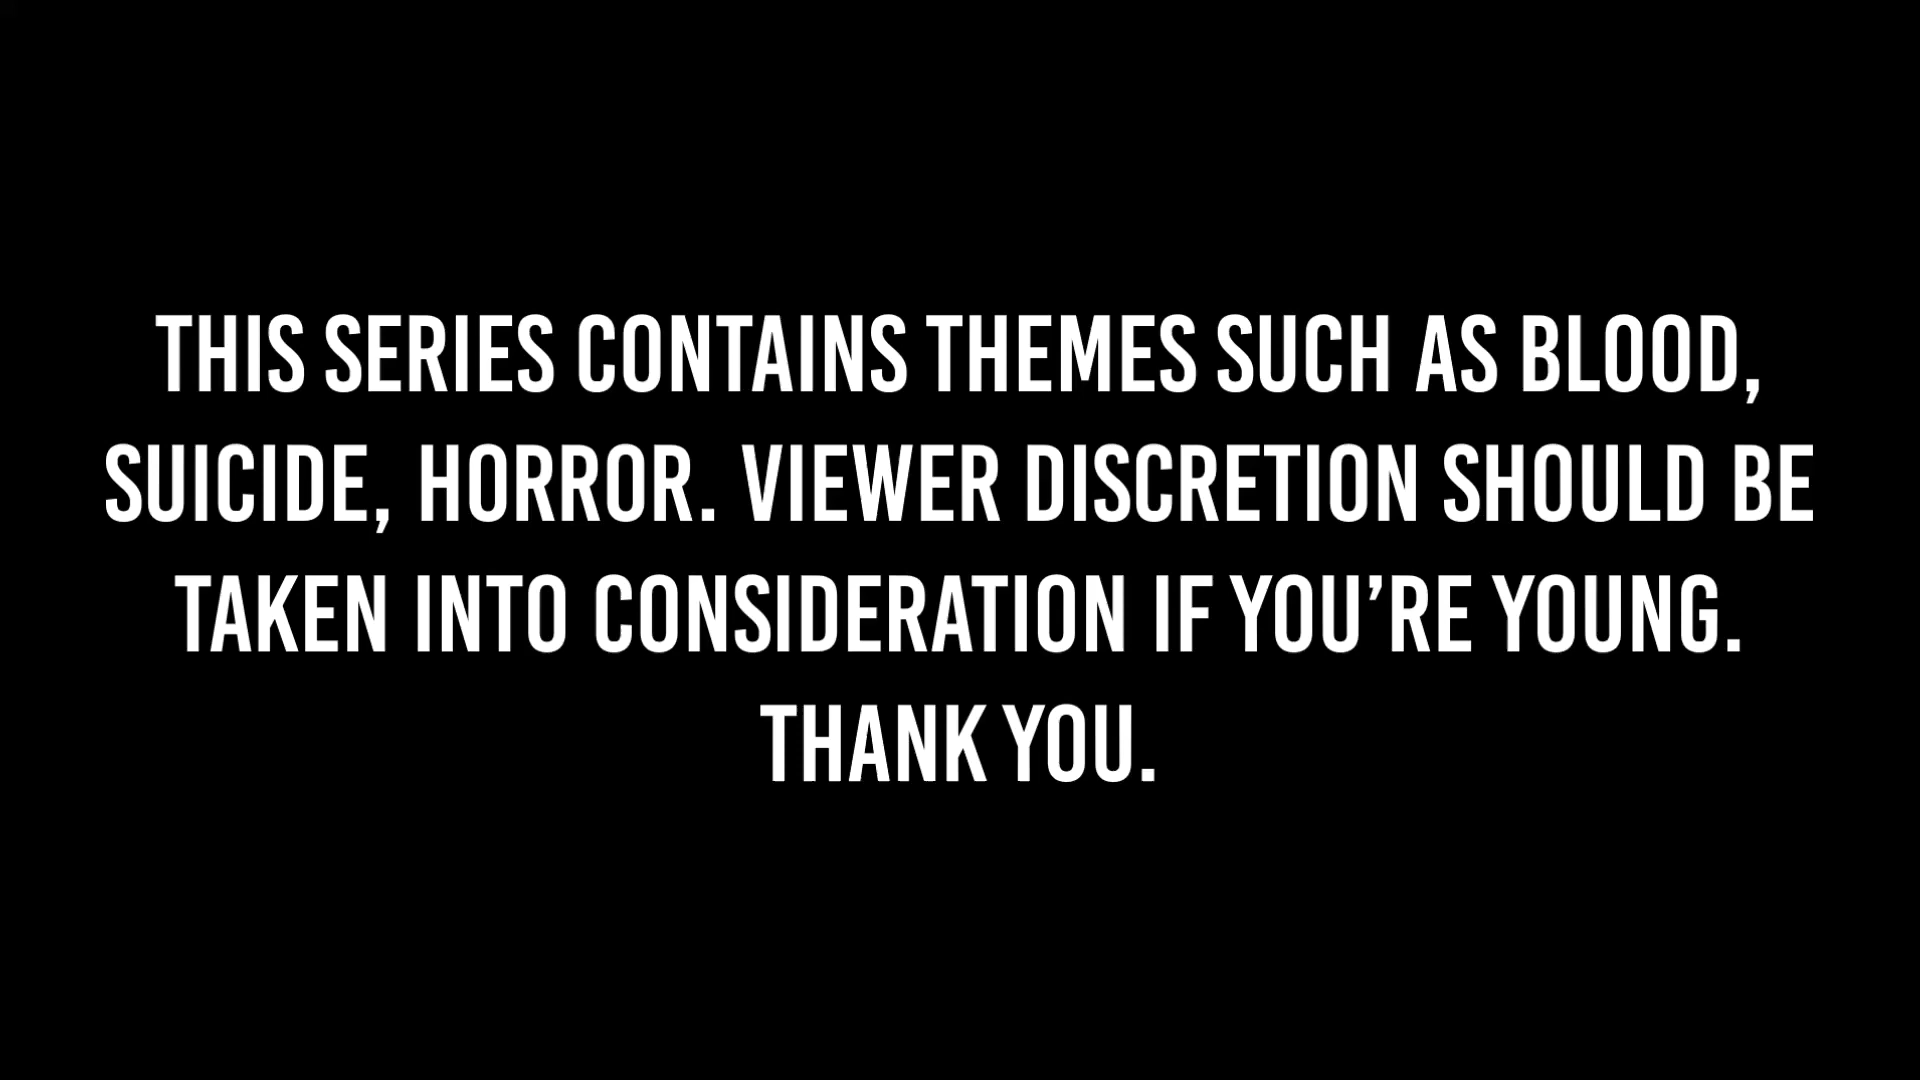 THIS SERIES CONTAINS THEMES SUCH AS BLOOD,
SUICIDE, HORROR. VIEWER DISCRETION SHOULD BE
TAKEN INTO CONSIDERATION IF YOU’RE YOUNG.
THANK YOU.